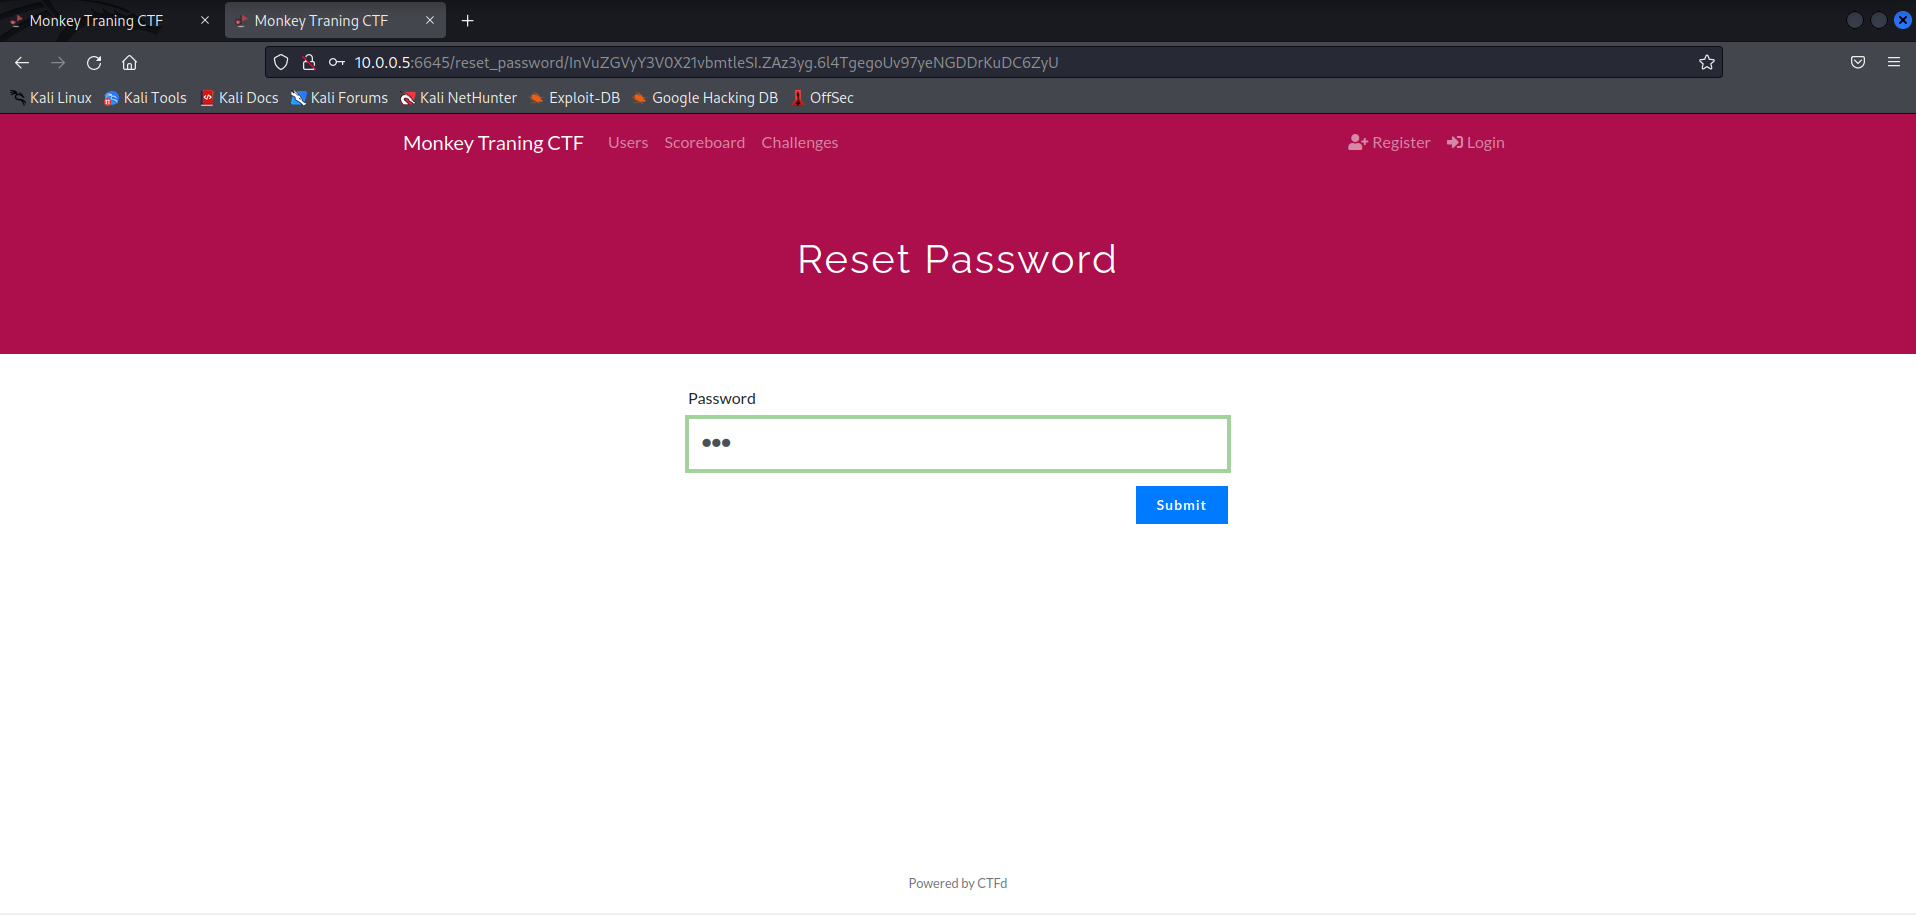 Monkey Traning CTF
Monkey Traning CTF
10.0.0.5:6645/reset_password/InVuZGVyY3V0X21vbmtleSI.ZAz3yg.6l4TgegoUv97yeNGDDrKuDC6ZyU
Kali Linux Kali Tools Kali Docs Kali Forums Kali NetHunter Exploit-DB Google Hacking DB OffSec
Monkey Traning CTF Users Scoreboard Challenges Register Login
Reset Password
Password
Submit
Powered by CTFd